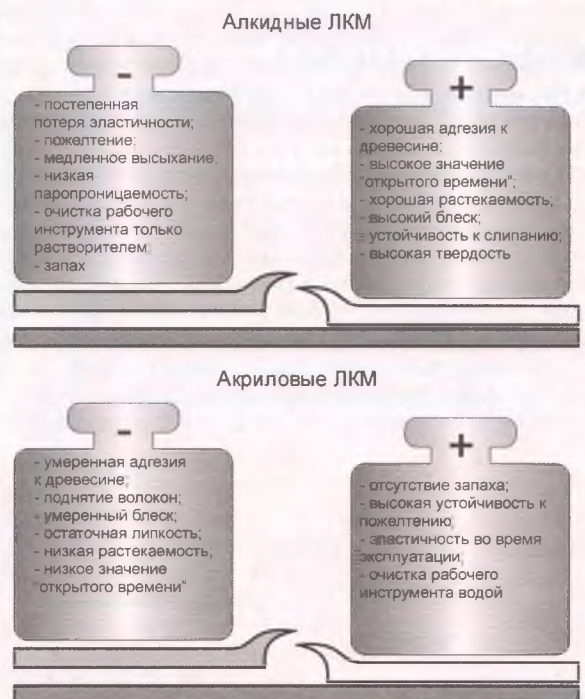 Алкидные ЛКМ
-
- постепенная
потеря эластичности;
- пожелтение;
- медленное высыхание;
- низкая
паропроницаемость;
- очистка рабочего
инструмента только
растворителем
- запах
+
- хорошая адгезия к
древесине;
- высокое значение
"открытого времени";
- хорошая растекаемость;
- высокий блеск;
- устойчивость к слипанию;
- высокая твердость
Акриловые ЛКМ
-
- умеренная адгезия
к древесине;
- поднятие волокон;
- умеренный блеск;
- остаточная липкость;
- низкая растекаемость;
- низкое значение
"открытого времени"
+
- отсутствие запаха;
- высокая устойчивость к
пожелтению;
- эластичность во время
эксплуатации;
- очистка рабочего
инструмента водой